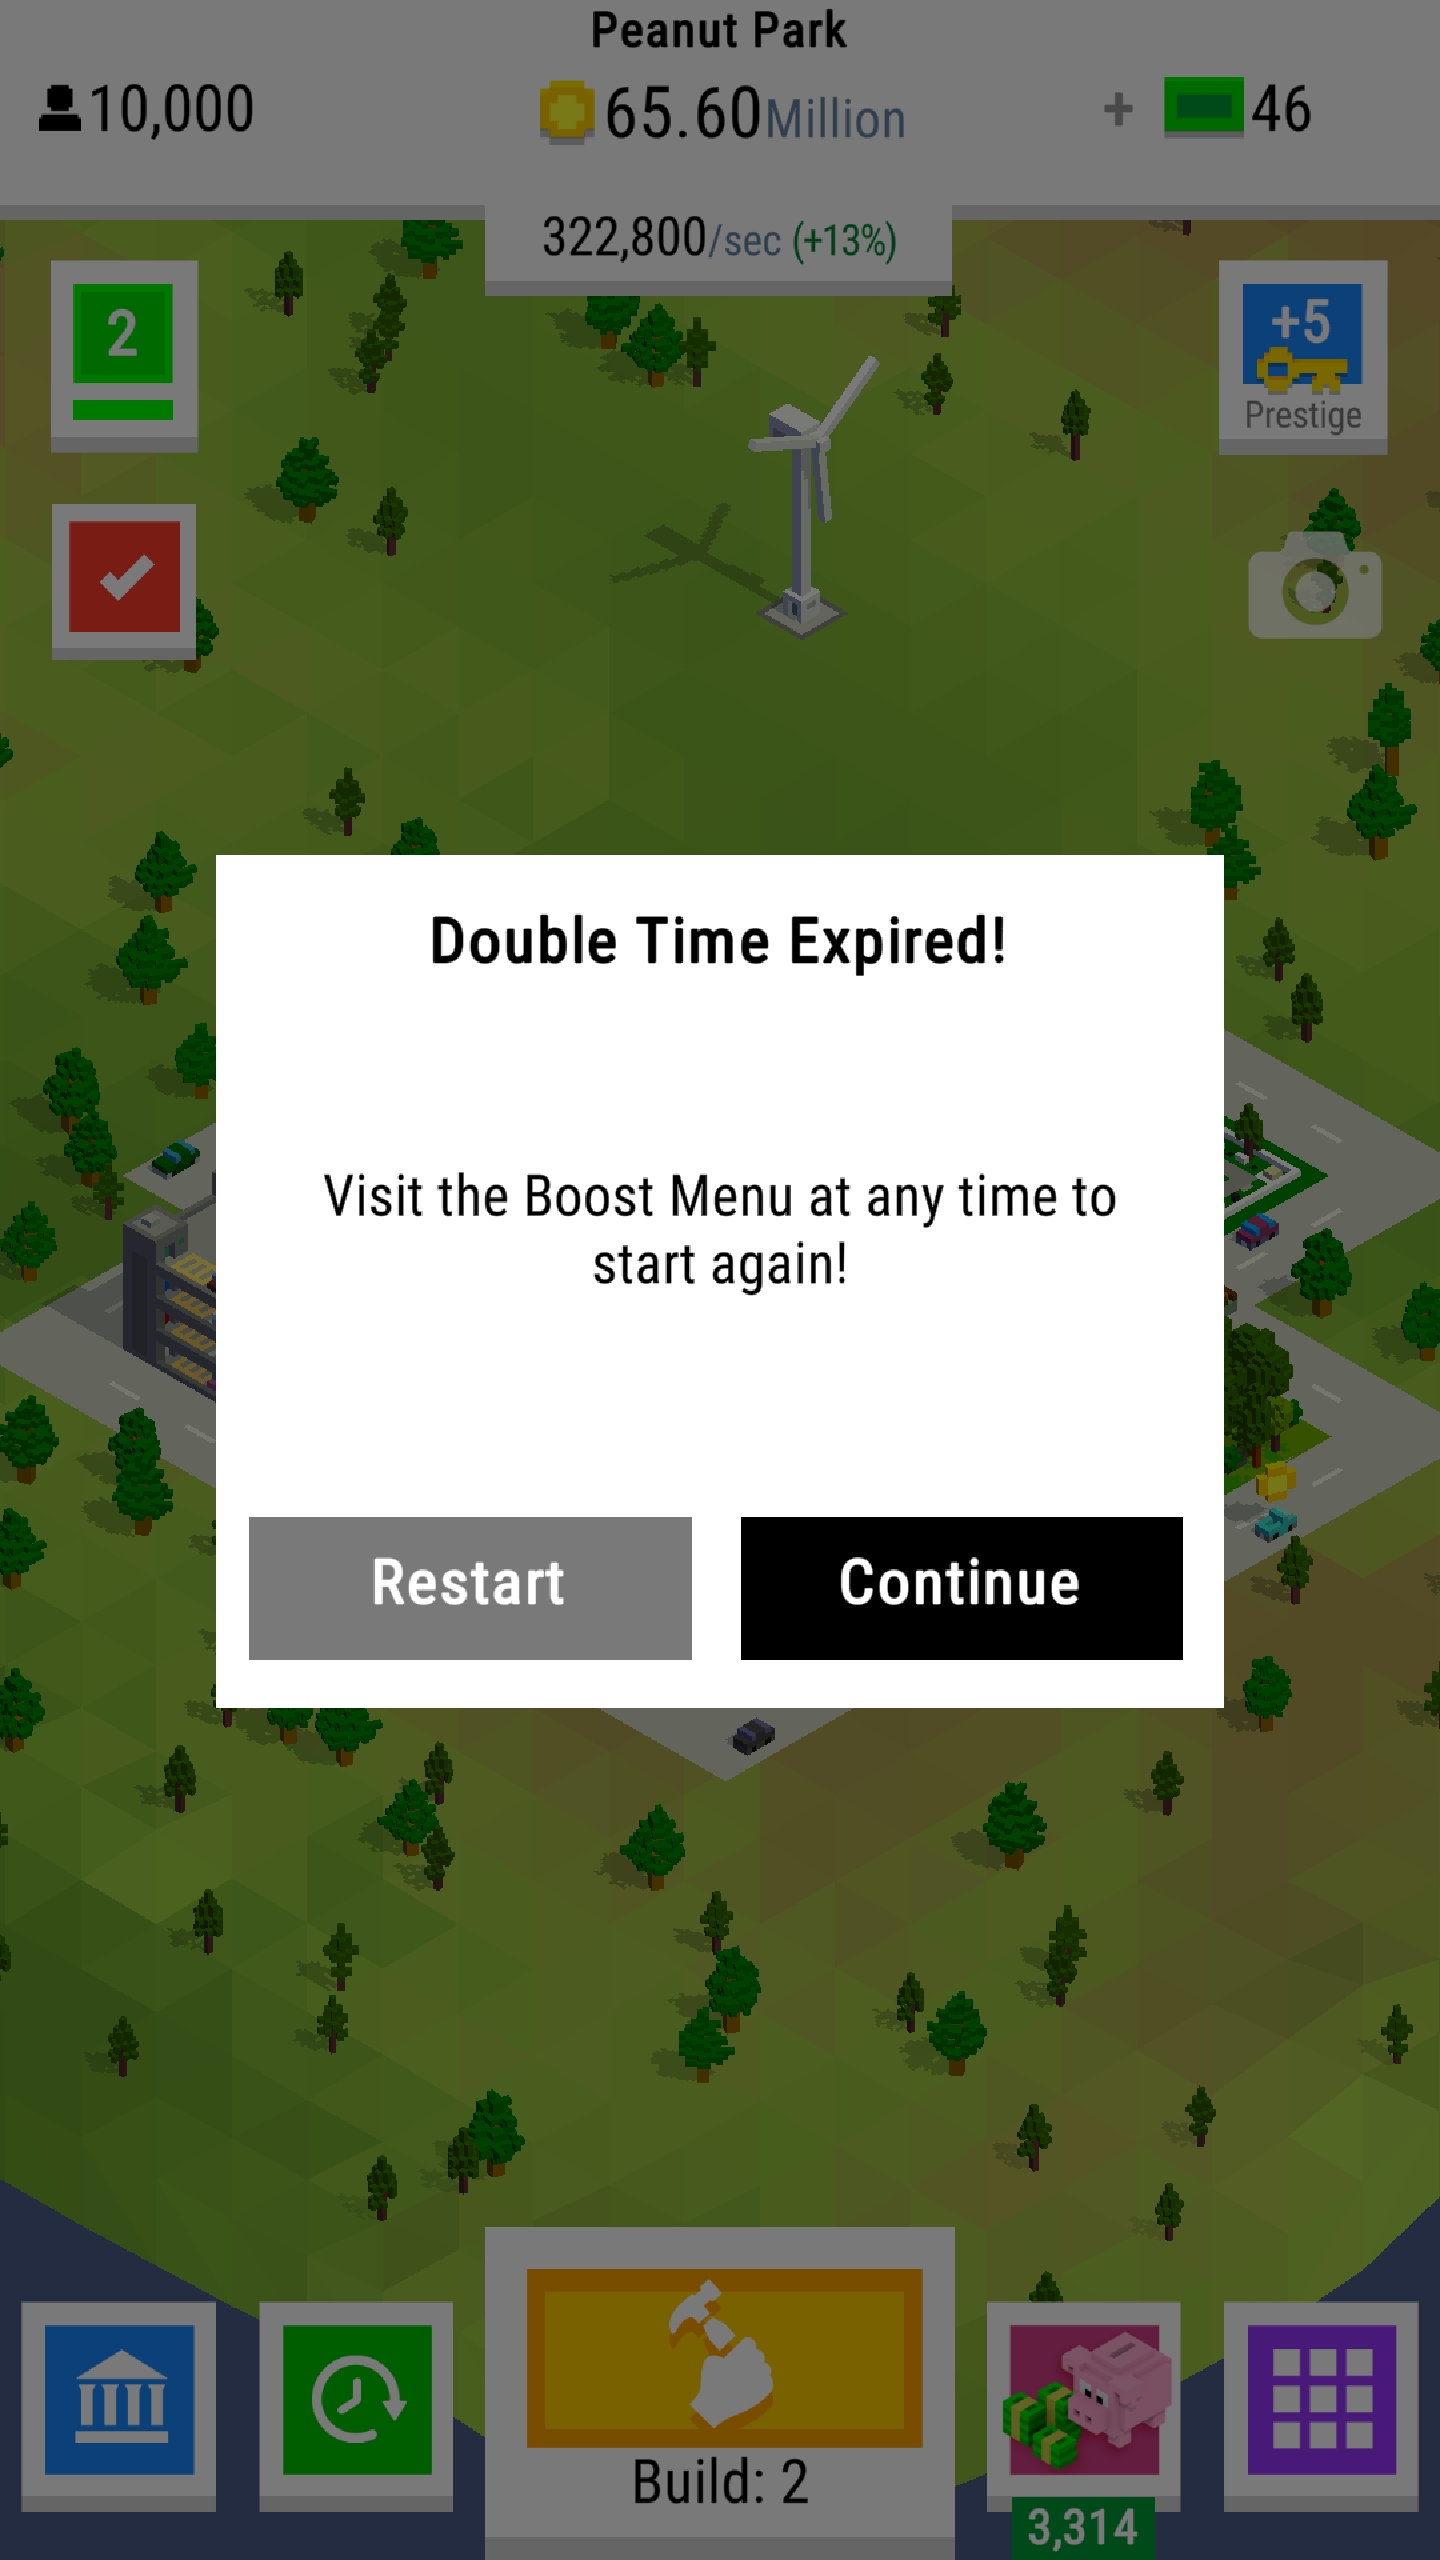 Peanut Park
10,000
65.60Million
+ 46
322,800/sec (+13%)
2
+5
Prestige
Double Time Expired!
Visit the Boost Menu at any time to
start again!
Restart
Continue
Build: 2
3,314